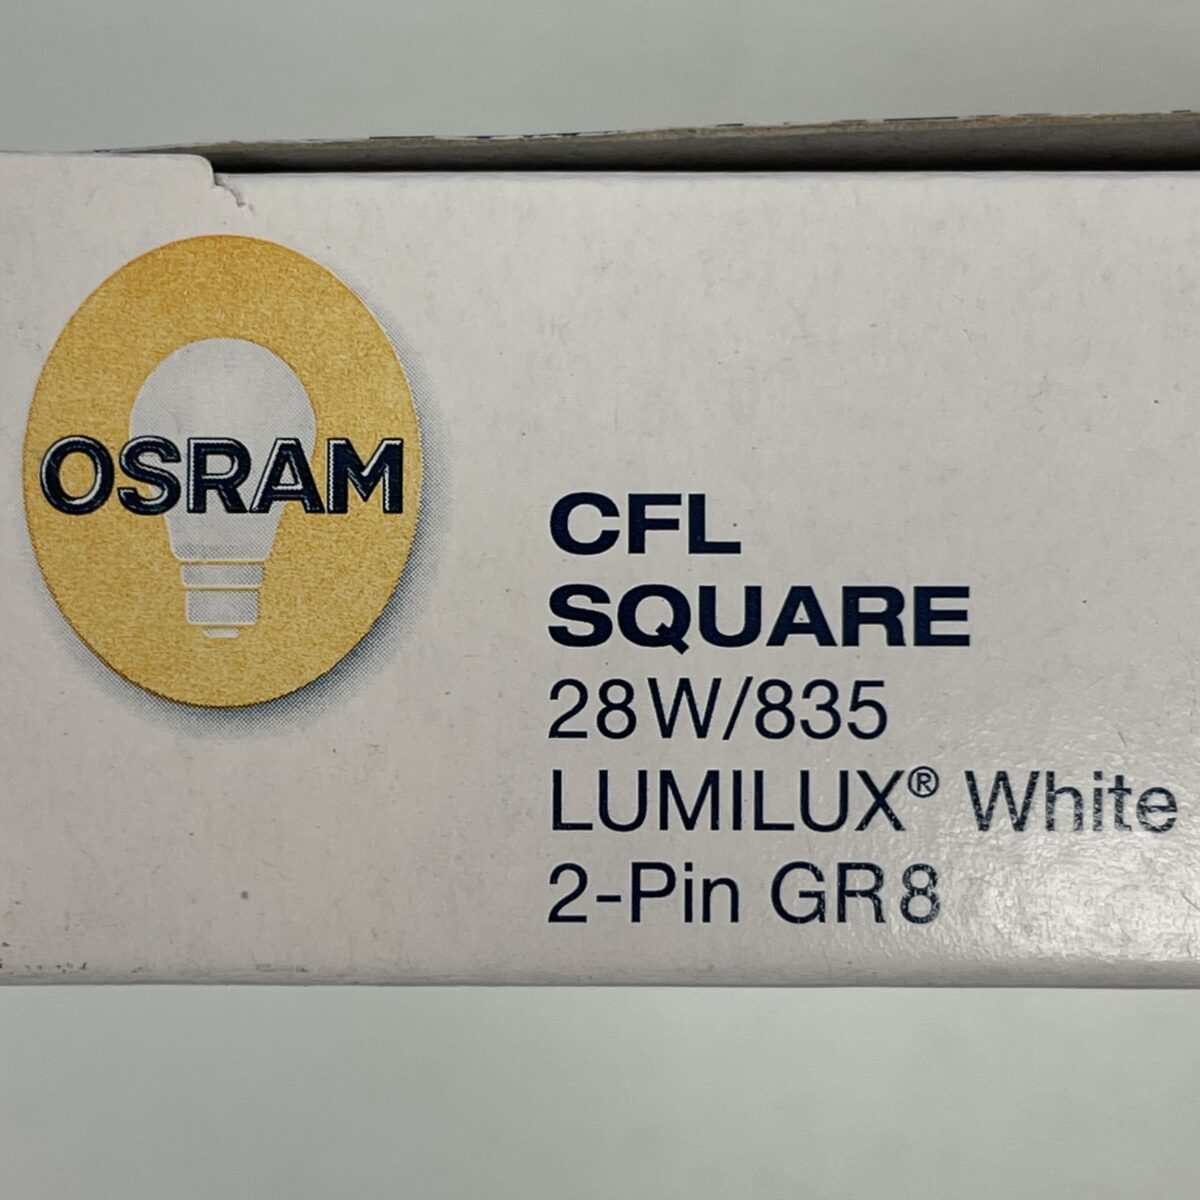 OSRAM
CFL
SQUARE
28W/835
LUMILUX® White
2-Pin GR8